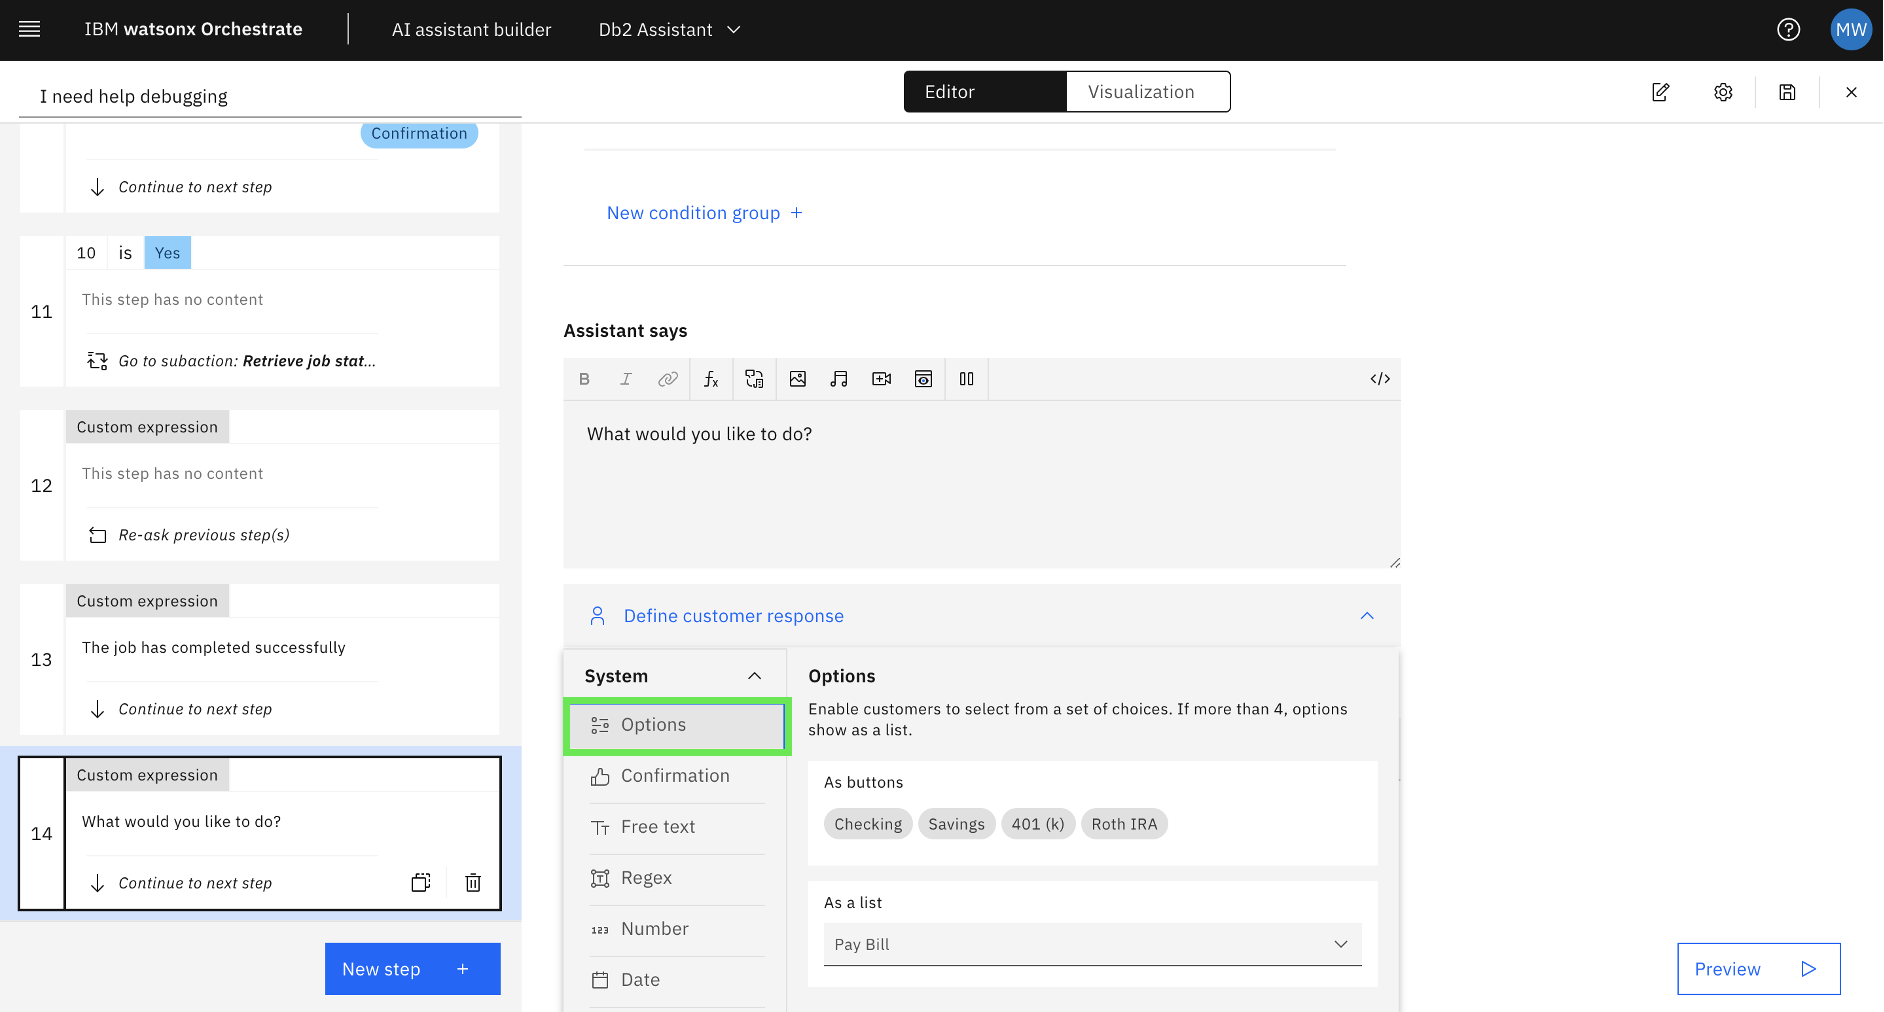 IBM watsonx Orchestrate
AI assistant builder
Db2 Assistant
MW
I need help debugging
Editor
Visualization
Confirmation
Continue to next step
11
10 is Yes
This step has no content
Go to subaction: Retrieve job stat...
12
Custom expression
This step has no content
Re-ask previous step(s)
13
Custom expression
The job has completed successfully
Continue to next step
14
Custom expression
What would you like to do?
Continue to next step
New step +
New condition group +
Assistant says
B I fx </>
What would you like to do?
Define customer response
System
Options
Confirmation
Free text
Regex
123 Number
Date
Options
Enable customers to select from a set of choices. If more than 4, options
show as a list.
As buttons
Checking Savings 401 (k) Roth IRA
As a list
Pay Bill
Preview